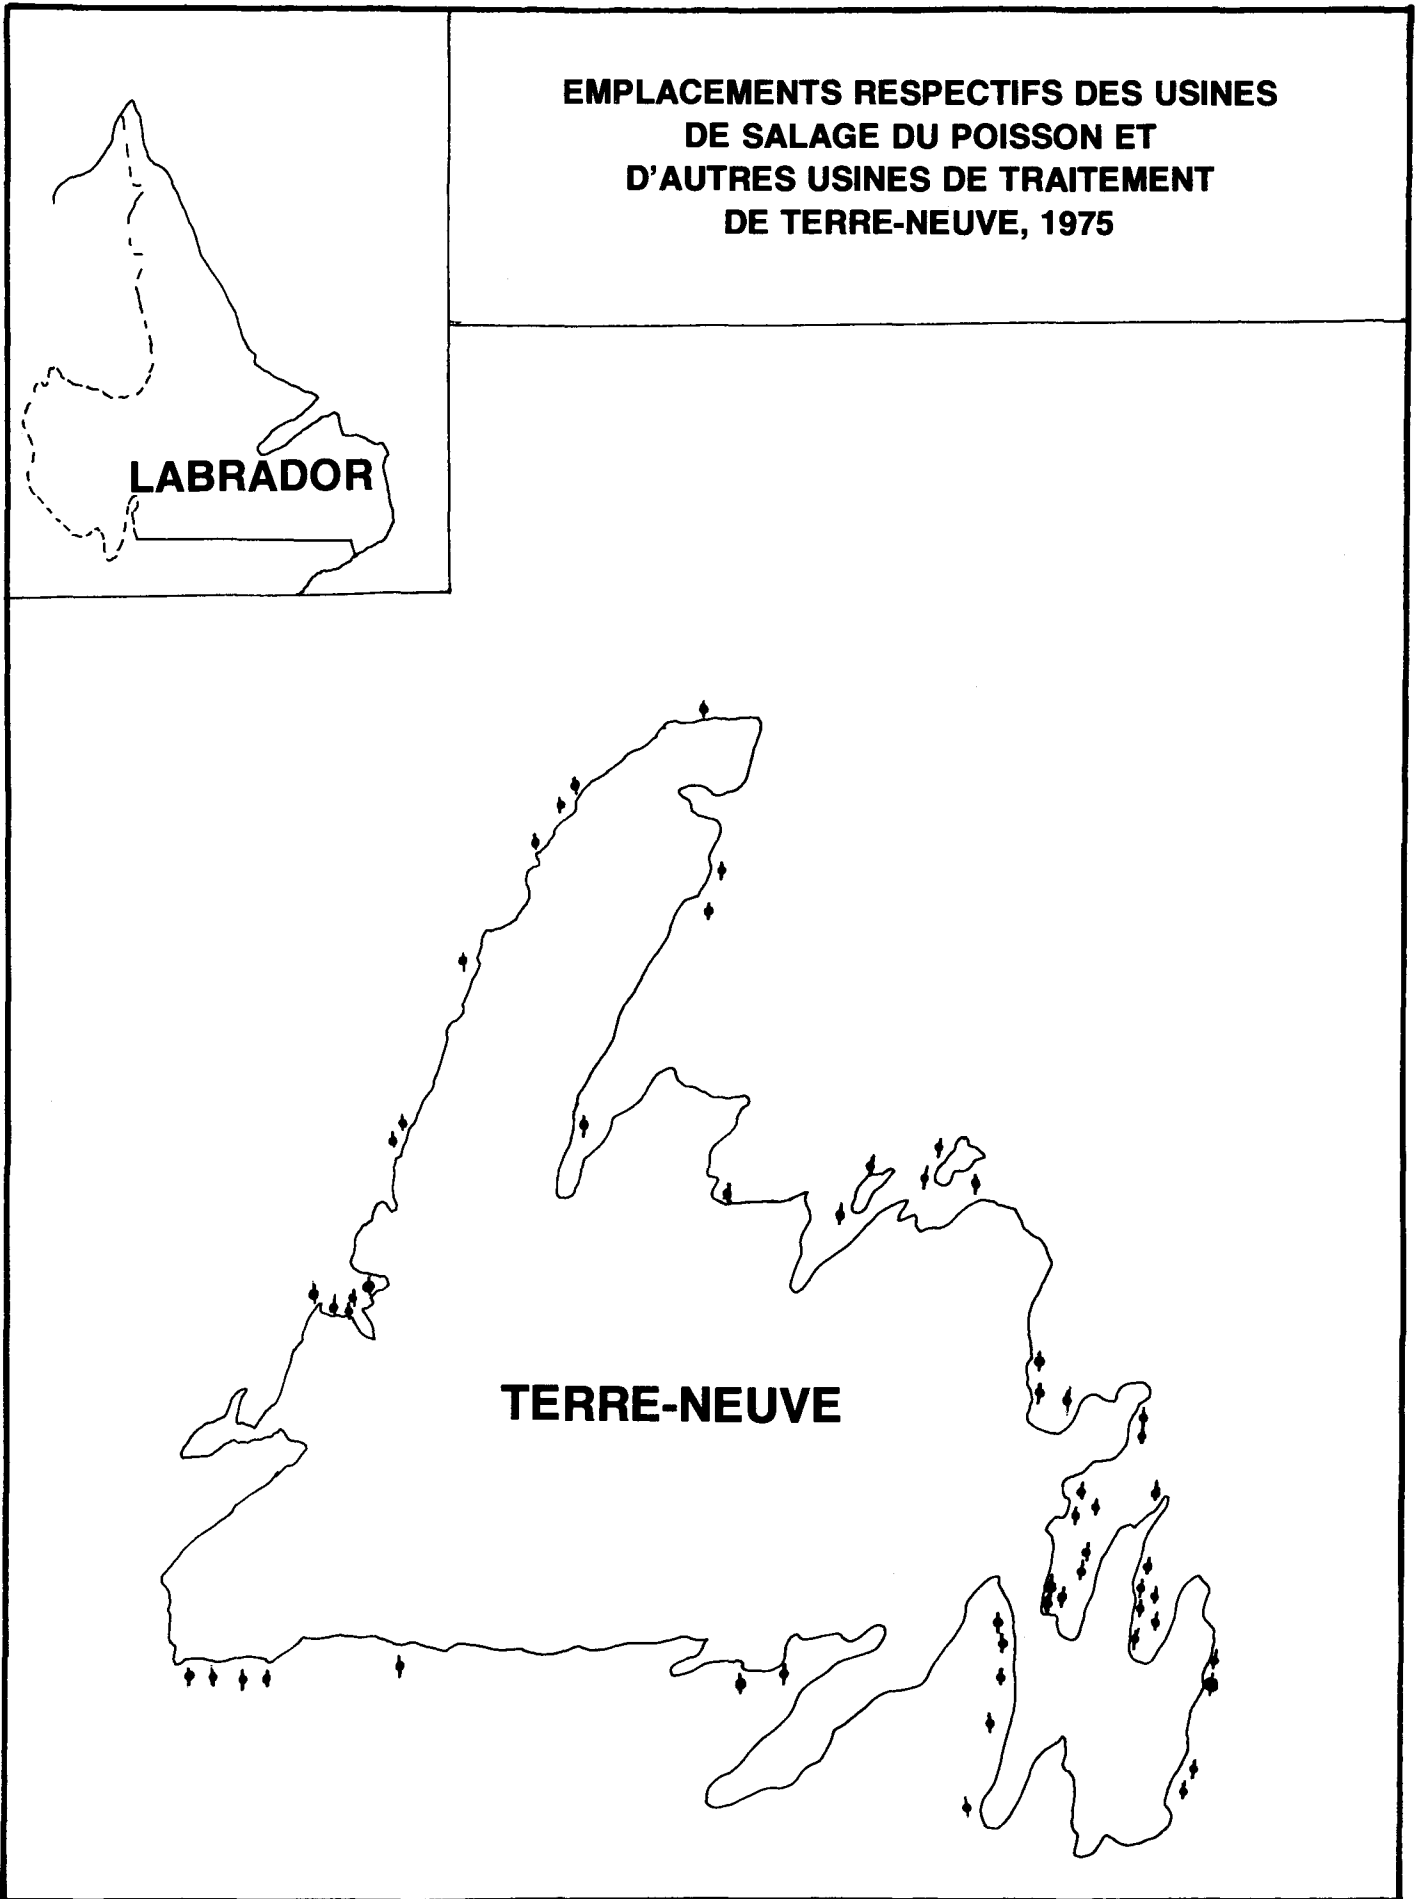 EMPLACEMENTS RESPECTIFS DES USINES
DE SALAGE DU POISSON ET
D'AUTRES USINES DE TRAITEMENT
DE TERRE-NEUVE, 1975
LABRADOR
TERRE-NEUVE